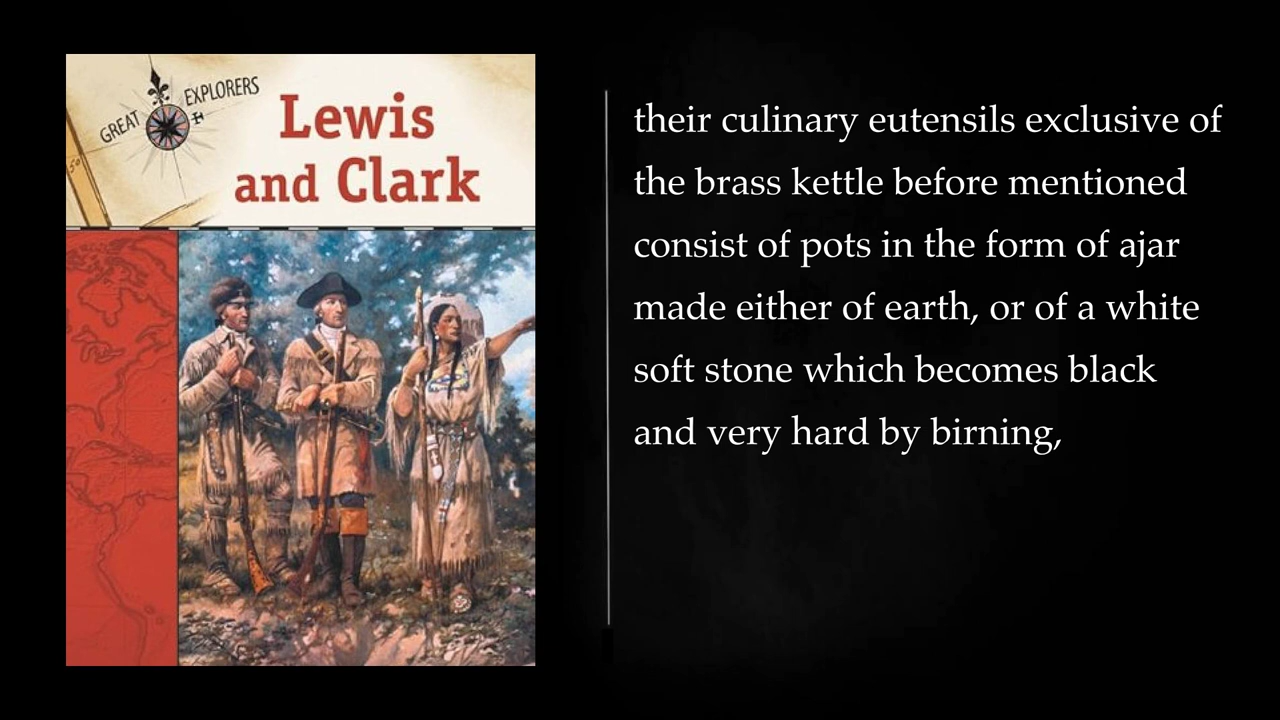 GREAT EXPLORERS
Lewis
and Clark
50
their culinary eutensils exclusive of
the brass kettle before mentioned
consist of pots in the form of ajar
made either of earth, or of a white
soft stone which becomes black
and very hard by birning,